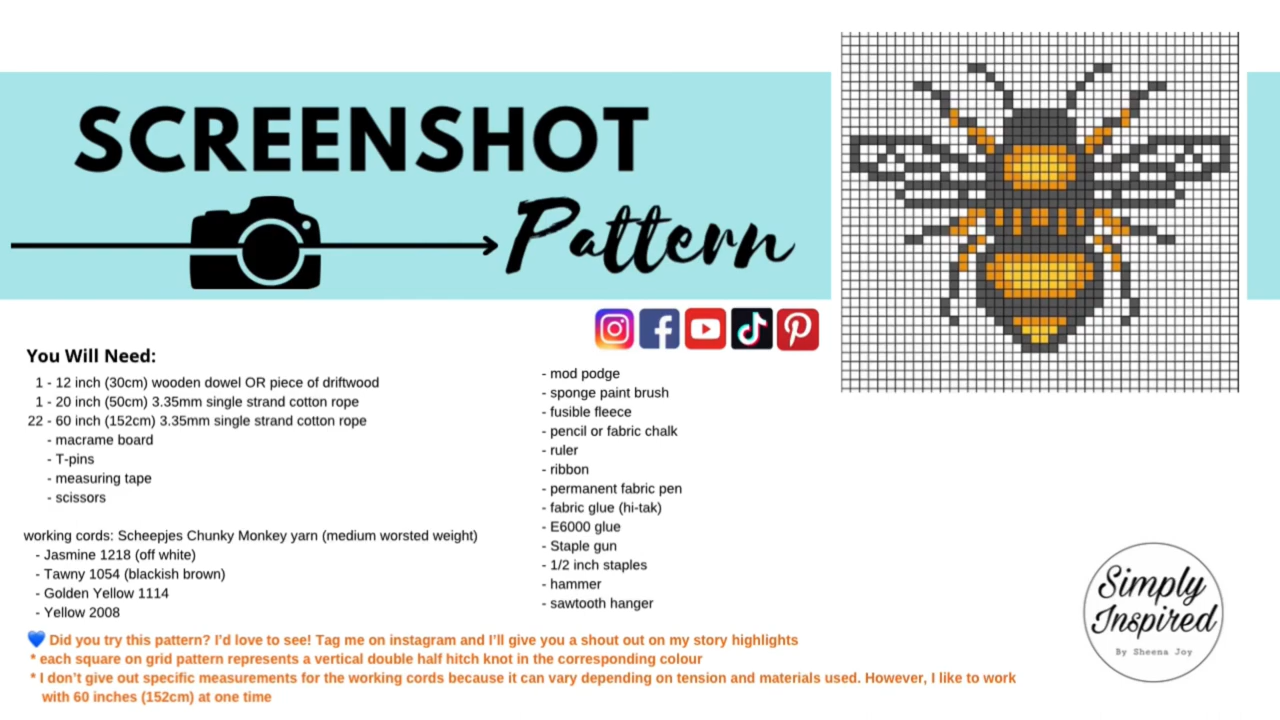 SCREENSHOT
Pattern
You Will Need:
1 - 12 inch (30cm) wooden dowel OR piece of driftwood
1 - 20 inch (50cm) 3.35mm single strand cotton rope
22 - 60 inch (152cm) 3.35mm single strand cotton rope
- macrame board
- T-pins
- measuring tape
- scissors
working cords: Scheepjes Chunky Monkey yarn (medium worsted weight)
- Jasmine 1218 (off white)
- Tawny 1054 (blackish brown)
- Golden Yellow 1114
- Yellow 2008
- mod podge
- sponge paint brush
- fusible fleece
- pencil or fabric chalk
- ruler
- ribbon
- permanent fabric pen
- fabric glue (hi-tak)
- E6000 glue
- Staple gun
- 1/2 inch staples
- hammer
- sawtooth hanger
Did you try this pattern? I'd love to see! Tag me on instagram and I'll give you a shout out on my story highlights
* each square on grid pattern represents a vertical double half hitch knot in the corresponding colour
* I don't give out specific measurements for the working cords because it can vary depending on tension and materials used. However, I like to work
with 60 inches (152cm) at one time
Simply
Inspired
By Sheena Joy